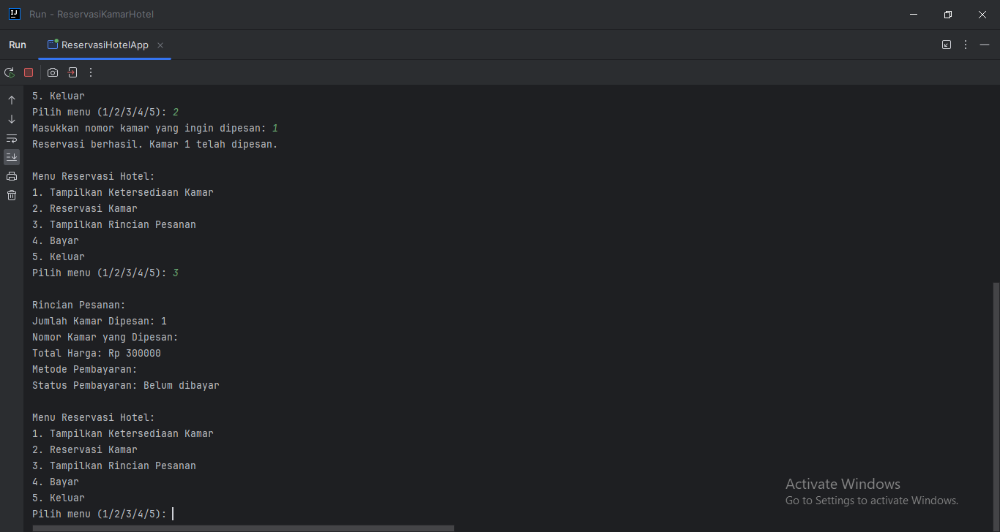 Run - ReservasiKamarHotel
Run ReservasiHotelApp
5. Keluar
Pilih menu (1/2/3/4/5): 2
Masukkan nomor kamar yang ingin dipesan: 1
Reservasi berhasil. Kamar 1 telah dipesan.
Menu Reservasi Hotel:
1. Tampilkan Ketersediaan Kamar
2. Reservasi Kamar
3. Tampilkan Rincian Pesanan
4. Bayar
5. Keluar
Pilih menu (1/2/3/4/5): 3
Rincian Pesanan:
Jumlah Kamar Dipesan: 1
Nomor Kamar yang Dipesan:
Total Harga: Rp 300000
Metode Pembayaran:
Status Pembayaran: Belum dibayar
Menu Reservasi Hotel:
1. Tampilkan Ketersediaan Kamar
2. Reservasi Kamar
3. Tampilkan Rincian Pesanan
4. Bayar
5. Keluar
Pilih menu (1/2/3/4/5):
Activate Windows
Go to Settings to activate Windows.